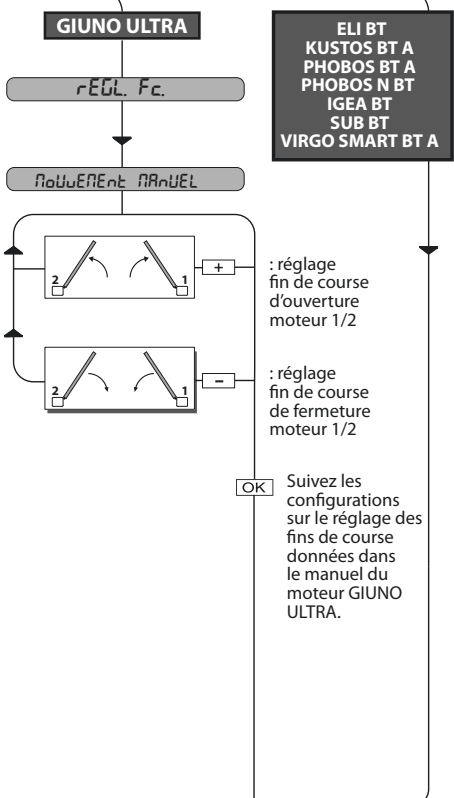 GIUNO ULTRA
rEGL. Fc.
MoUvEMEnt MAnUEL
2
1
+
: réglage
fin de course
d'ouverture
moteur 1/2
2
1
–
: réglage
fin de course
de fermeture
moteur 1/2
OK
Suivez les
configurations
sur le réglage des
fins de course
données dans
le manuel du
moteur GIUNO
ULTRA.
ELI BT
KUSTOS BT A
PHOBOS BT A
PHOBOS N BT
IGEA BT
SUB BT
VIRGO SMART BT A